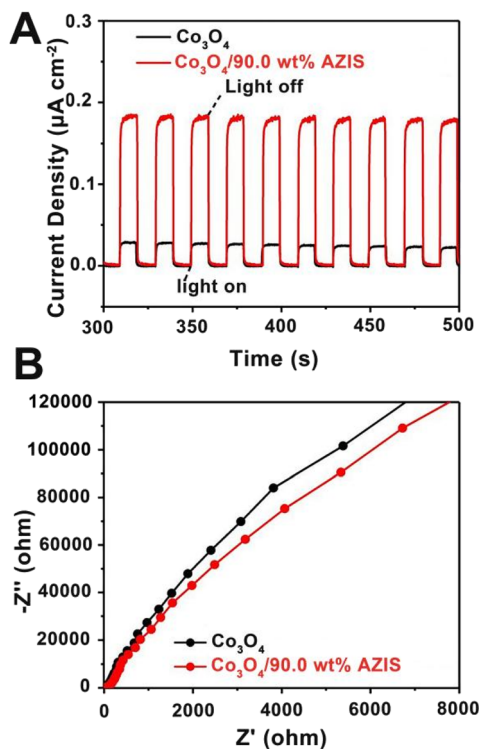 A
Co₃O₄
Co₃O₄/90.0 wt% AZIS
Light off
light on
Current Density (μA cm⁻²)
0.3
0.2
0.1
0.0
300 350 400 450 500
Time (s)
B
-Z'' (ohm)
120000
100000
80000
60000
40000
20000
0
Co₃O₄
Co₃O₄/90.0 wt% AZIS
0 2000 4000 6000 8000
Z' (ohm)